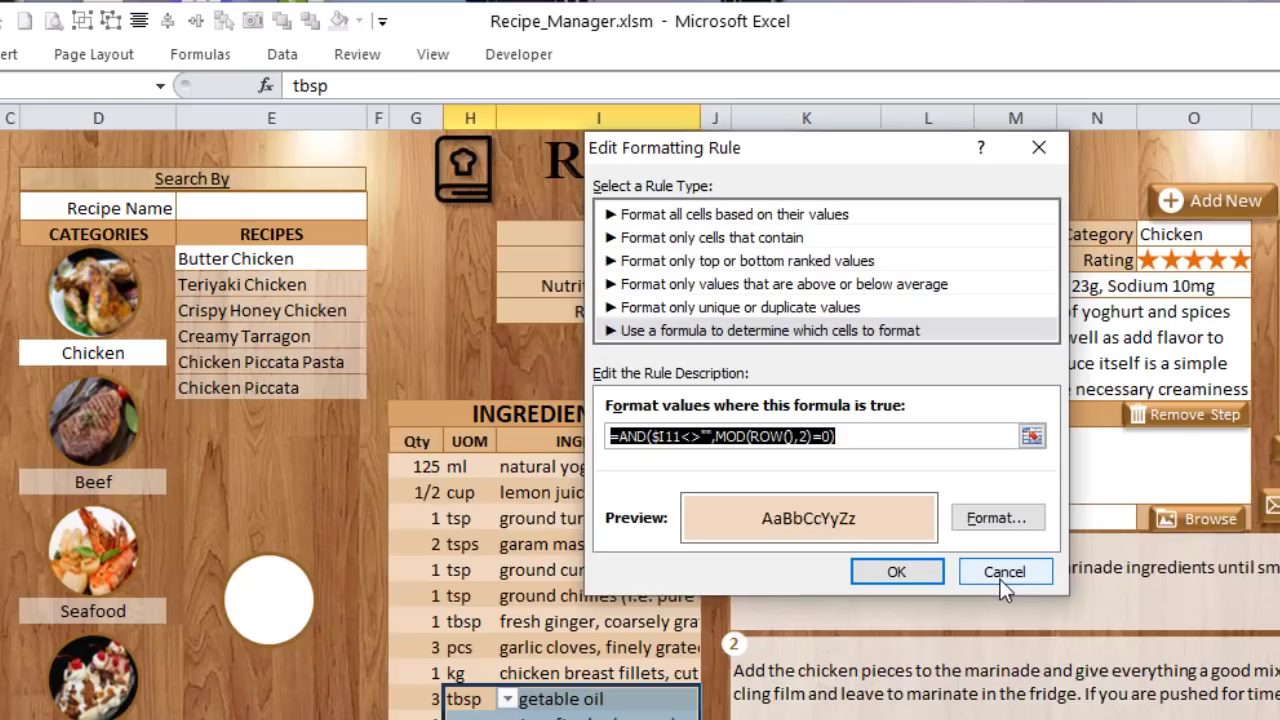 Recipe_Manager.xlsm - Microsoft Excel
ert Page Layout Formulas Data Review View Developer
fx tbsp
C D E F G H I J K L M N O
Edit Formatting Rule ?
Select a Rule Type:
► Format all cells based on their values
► Format only cells that contain
► Format only top or bottom ranked values
► Format only values that are above or below average
► Format only unique or duplicate values
► Use a formula to determine which cells to format
Edit the Rule Description:
Format values where this formula is true:
=AND($I11<>"",MOD(ROW(),2)=0)
Preview: AaBbCcYyZz Format...
OK Cancel
Search By
Recipe Name
CATEGORIES RECIPES
Butter Chicken
Teriyaki Chicken
Crispy Honey Chicken
Creamy Tarragon
Chicken Piccata Pasta
Chicken Piccata
Chicken
Beef
Seafood
R
Nutri
R
INGREDIEN
Qty UOM ING
125 ml natural yog
1/2 cup lemon juic
1 tsp ground tur
2 tsps garam mas
1 tsp ground cu
1 tsp ground chilies (i.e. pure
1 tbsp fresh ginger, coarsely gra
3 pcs garlic cloves, finely grate
1 kg chicken breast fillets, cut
3 tbsp getable oil
Add New
Category Chicken
Rating
23g, Sodium 10mg
of yoghurt and spices
well as add flavor to
uce itself is a simple
necessary creaminess
Remove Step
Browse
arinade ingredients until sm
2
Add the chicken pieces to the marinade and give everything a good mix
cling film and leave to marinate in the fridge. If you are pushed for time